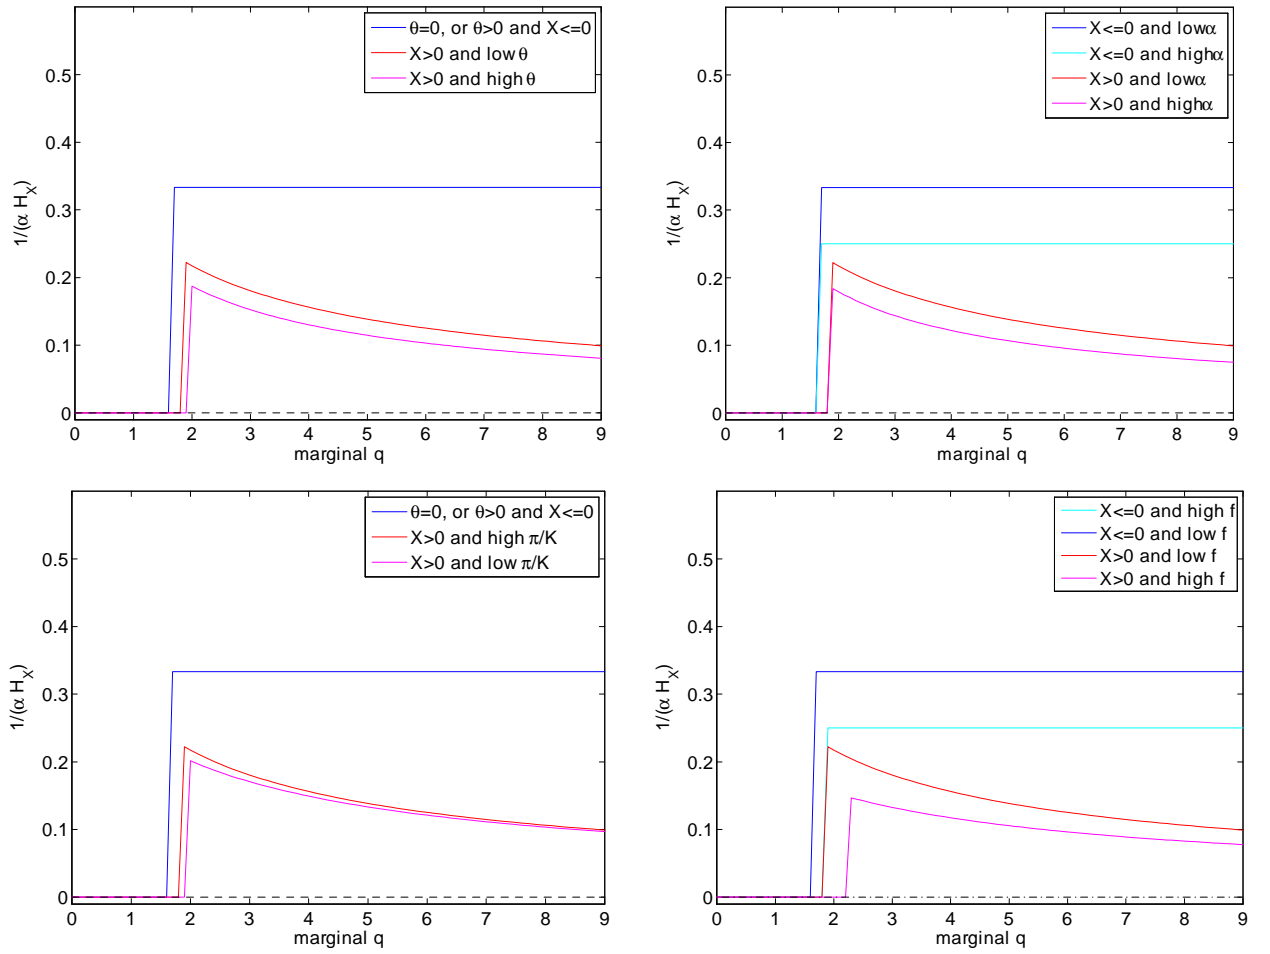 θ=0, or θ>0 and X<=0
X>0 and low θ
X>0 and high θ
0.5
0.4
0.3
0.2
0.1
0
1/(α H_X)
0 1 2 3 4 5 6 7 8 9
marginal q
X<=0 and lowα
X<=0 and highα
X>0 and lowα
X>0 and highα
0.5
0.4
0.3
0.2
0.1
0
1/(α H_X)
0 1 2 3 4 5 6 7 8 9
marginal q
θ=0, or θ>0 and X<=0
X>0 and high π/K
X>0 and low π/K
0.5
0.4
0.3
0.2
0.1
0
1/(α H_X)
0 1 2 3 4 5 6 7 8 9
marginal q
X<=0 and high f
X<=0 and low f
X>0 and low f
X>0 and high f
0.5
0.4
0.3
0.2
0.1
0
1/(α H_X)
0 1 2 3 4 5 6 7 8 9
marginal q